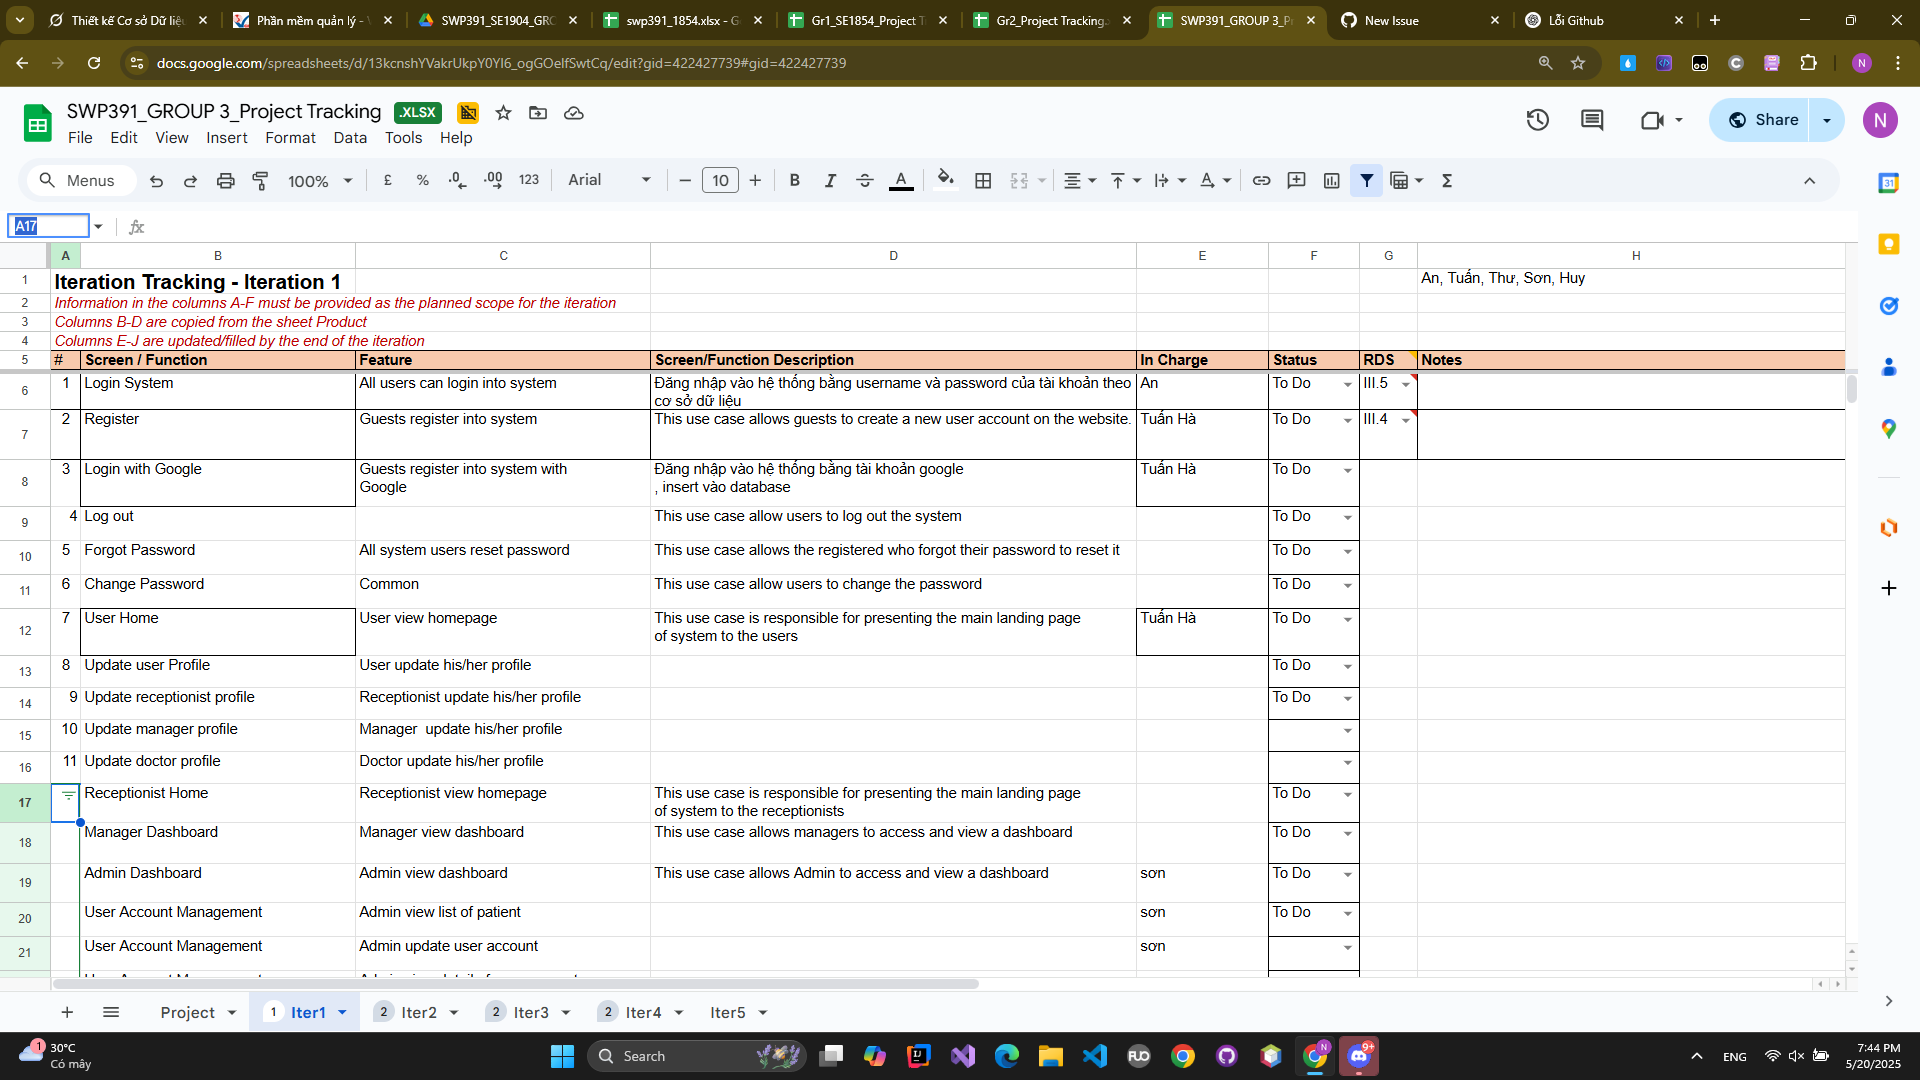 Thiết kế Cơ sở Dữ liệu
Phần mềm quản lý -
SWP391_SE1904_GRO
swp391_1854.xlsx - G
Gr1_SE1854_Project T
Gr2_Project Tracking.
SWP391_GROUP 3_P
New Issue
Lỗi Github
docs.google.com/spreadsheets/d/13kcnshYVakrUkpY0Yl6_ogGOelfSwtCq/edit?gid=422427739#gid=422427739
N
SWP391_GROUP 3_Project Tracking
.XLSX
Share
N
File Edit View Insert Format Data Tools Help
Menus
100%
£ % .0 .00 123
Arial
10
B I A
31
A17
fx
A B C D E F G H
1 Iteration Tracking - Iteration 1 An, Tuấn, Thư, Sơn, Huy
2 Information in the columns A-F must be provided as the planned scope for the iteration
3 Columns B-D are copied from the sheet Product
4 Columns E-J are updated/filled by the end of the iteration
5 # Screen / Function Feature Screen/Function Description In Charge Status RDS Notes
6 1 Login System All users can login into system Đăng nhập vào hệ thống bằng username và password của tài khoản theo An To Do III.5
cơ sở dữ liệu
7 2 Register Guests register into system This use case allows guests to create a new user account on the website. Tuấn Hà To Do III.4
8 3 Login with Google Guests register into system with Đăng nhập vào hệ thống bằng tài khoản google Tuấn Hà To Do
Google , insert vào database
9 4 Log out This use case allow users to log out the system To Do
10 5 Forgot Password All system users reset password This use case allows the registered who forgot their password to reset it To Do
11 6 Change Password Common This use case allow users to change the password To Do
12 7 User Home User view homepage This use case is responsible for presenting the main landing page Tuấn Hà To Do
of system to the users
13 8 Update user Profile User update his/her profile To Do
14 9 Update receptionist profile Receptionist update his/her profile To Do
15 10 Update manager profile Manager  update his/her profile
16 11 Update doctor profile Doctor update his/her profile
17 Receptionist Home Receptionist view homepage This use case is responsible for presenting the main landing page To Do
of system to the receptionists
18 Manager Dashboard Manager view dashboard This use case allows managers to access and view a dashboard To Do
19 Admin Dashboard Admin view dashboard This use case allows Admin to access and view a dashboard sơn To Do
20 User Account Management Admin view list of patient sơn To Do
21 User Account Management Admin update user account sơn
Project 1 Iter1 2 Iter2 2 Iter3 2 Iter4 Iter5
1
30°C
Có mây
Search
FUO
N
9+
ENG
7:44 PM
5/20/2025